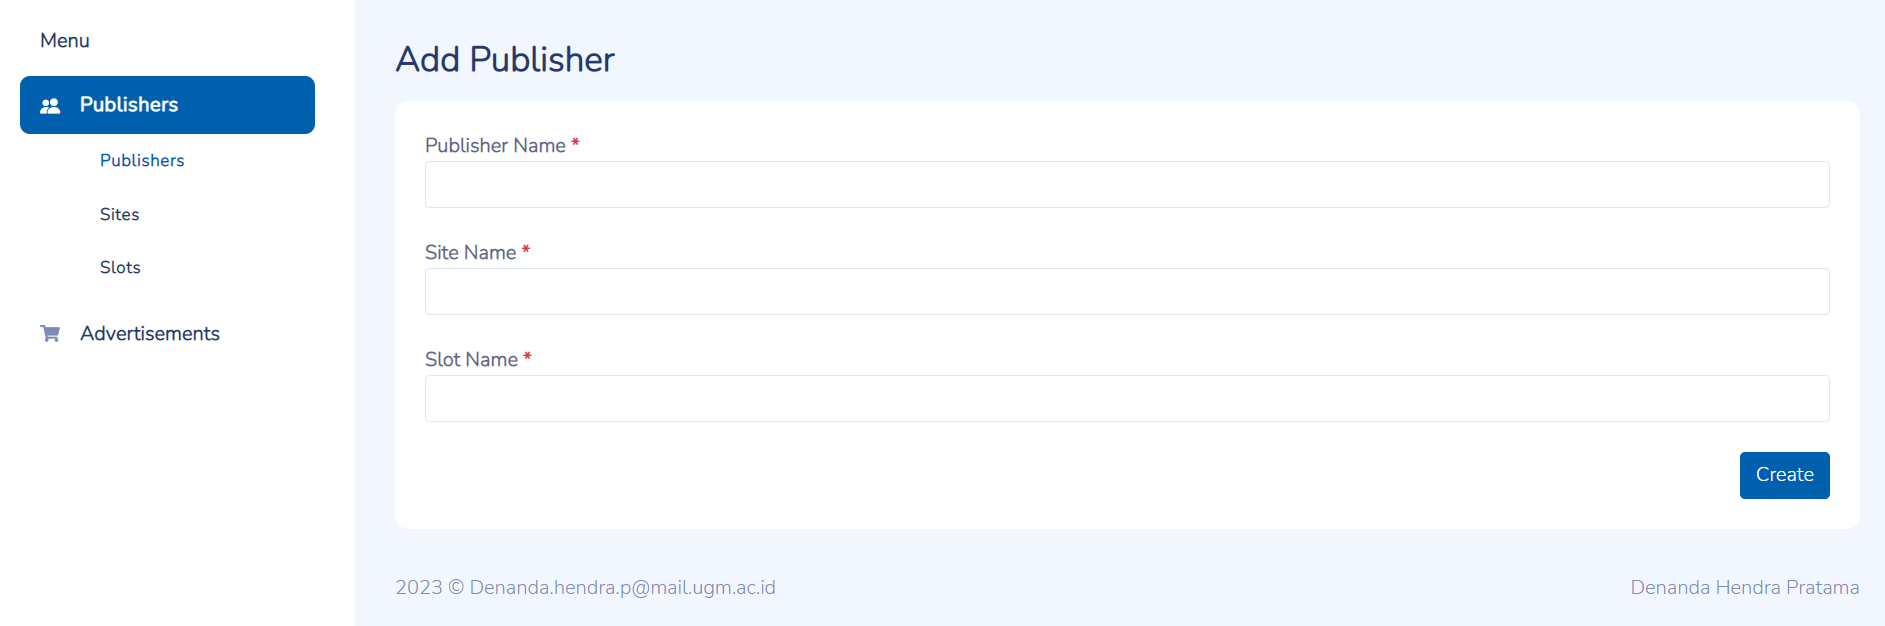 Menu
Publishers
Publishers
Sites
Slots
Advertisements
Add Publisher
Publisher Name *
Site Name *
Slot Name *
Create
2023 © Denanda.hendra.p@mail.ugm.ac.id
Denanda Hendra Pratama